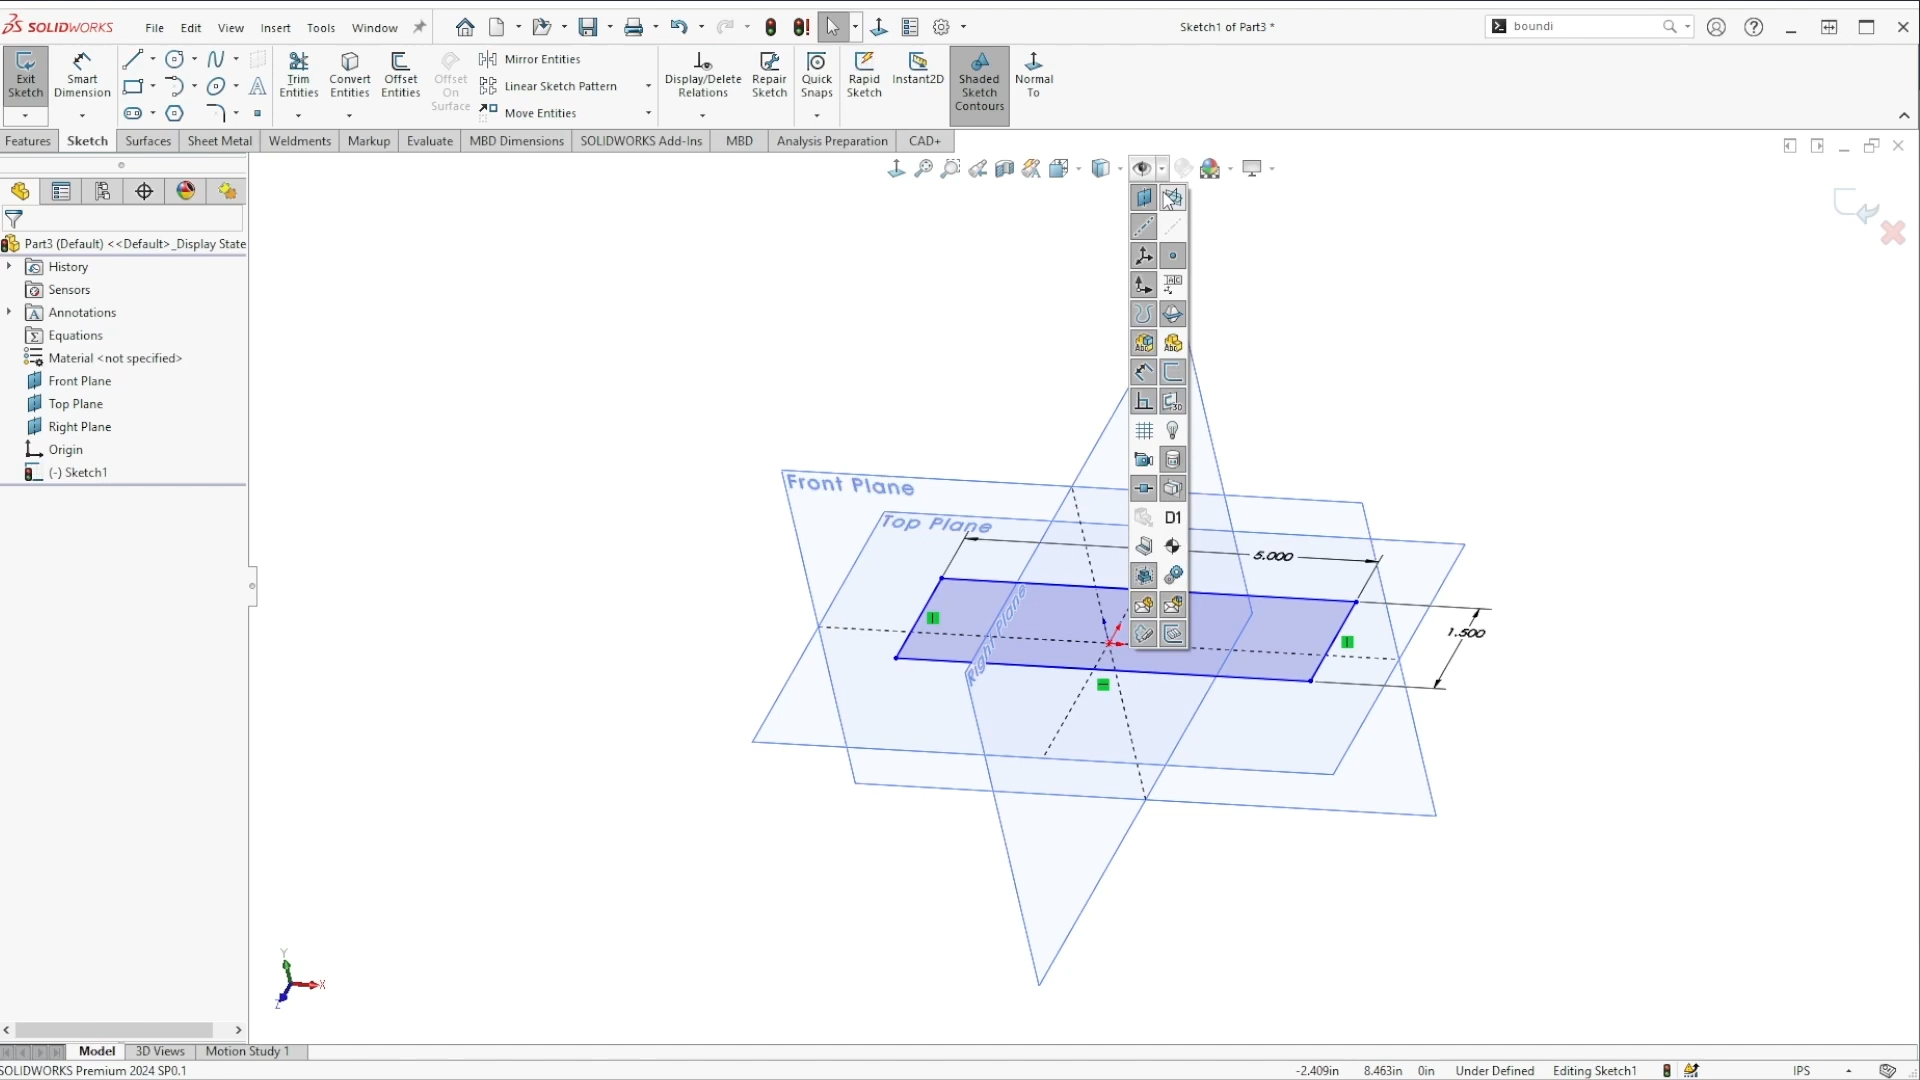 SOLIDWORKS File Edit View Insert Tools Window Sketch1 of Part3 * boundi
Exit Sketch
Smart Dimension
Trim Entities
Convert Entities
Offset Entities
Offset On Surface
Mirror Entities
Linear Sketch Pattern
Move Entities
Display/Delete Relations
Repair Sketch
Quick Snaps
Rapid Sketch
Instant2D
Shaded Sketch Contours
Normal To
Features Sketch Surfaces Sheet Metal Weldments Markup Evaluate MBD Dimensions SOLIDWORKS Add-Ins MBD Analysis Preparation CAD+
Part3 (Default) <<Default>_Display State
History
Sensors
Annotations
Equations
Material <not specified>
Front Plane
Top Plane
Right Plane
Origin
(-) Sketch1
D1
Front Plane
Top Plane
Right Plane
5.000
1.500
Y
X
Z
Model 3D Views Motion Study 1
SOLIDWORKS Premium 2024 SP0.1
-2.409in 8.463in 0in Under Defined Editing Sketch1 IPS